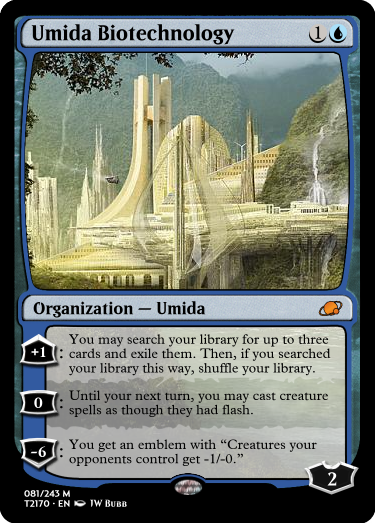 Umida Biotechnology 1
Organization — Umida
+1: You may search your library for up to three
cards and exile them. Then, if you searched
your library this way, shuffle your library.
0: Until your next turn, you may cast creature
spells as though they had flash.
-6: You get an emblem with “Creatures your
opponents control get -1/-0.”
2
081/243 M
T2170 · EN JW Bubb